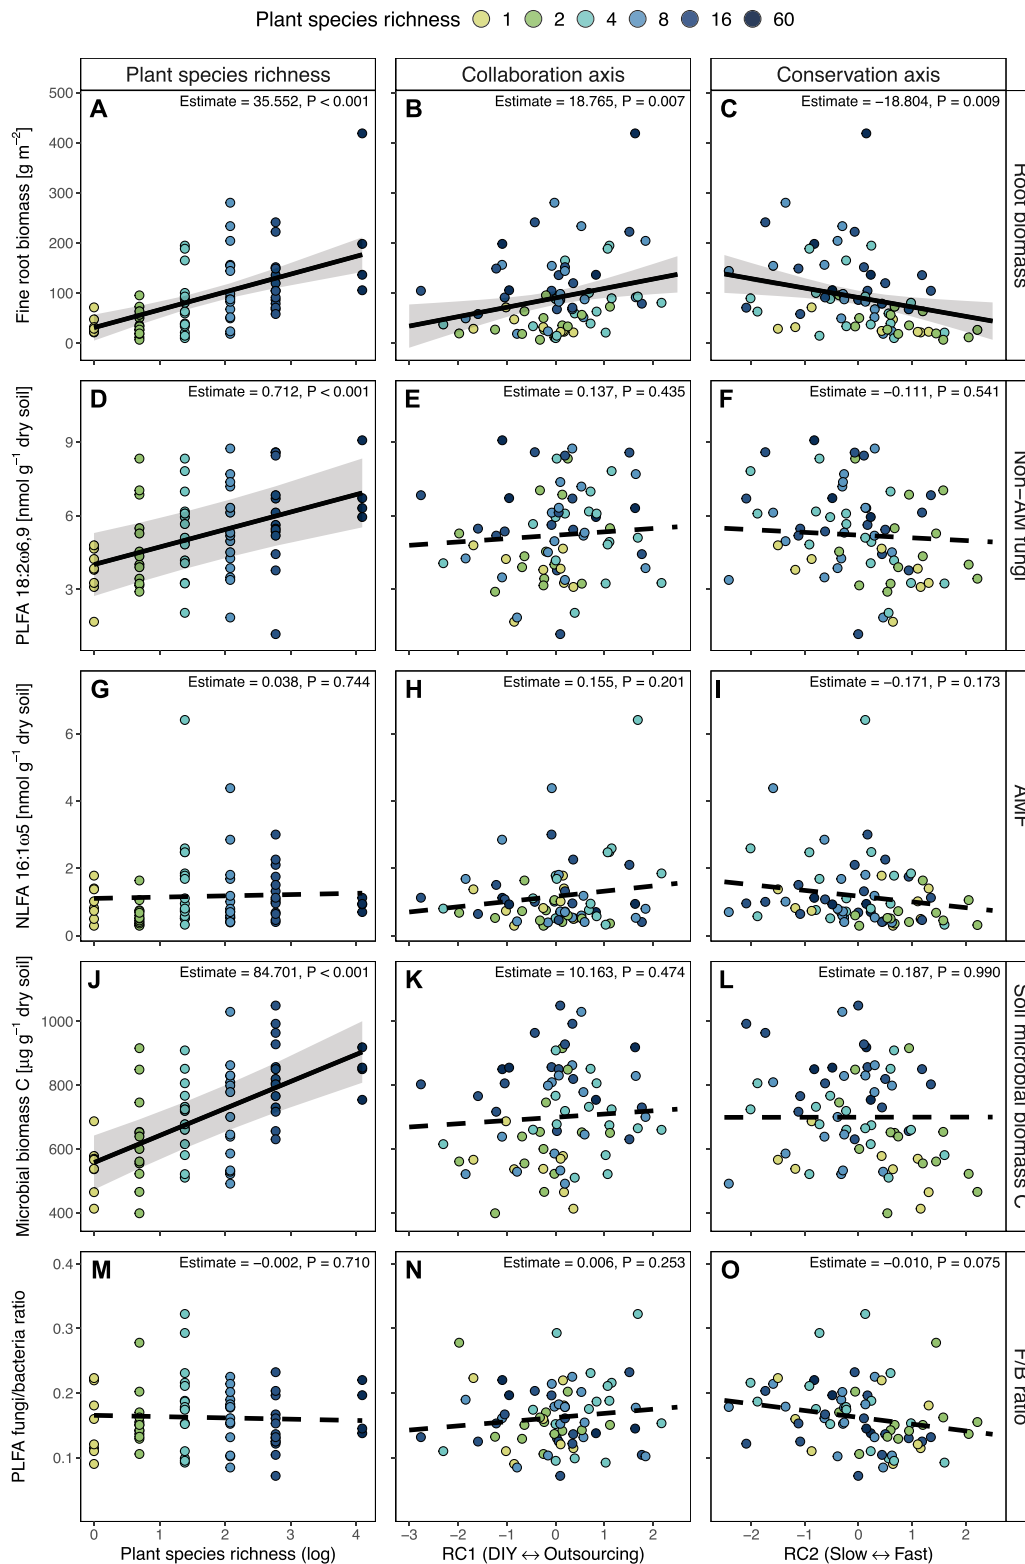 Plant species richness 1 2 4 8 16 60
Plant species richness Collaboration axis Conservation axis
A Estimate = 35.552, P < 0.001
B Estimate = 18.765, P = 0.007
C Estimate = −18.804, P = 0.009
Fine root biomass [g m−2]
500
400
300
200
100
0
Root biomass
D Estimate = 0.712, P < 0.001
E Estimate = 0.137, P = 0.435
F Estimate = −0.111, P = 0.541
PLFA 18:2ω6,9 [nmol g−1 dry soil]
9
6
3
Non−AM fungi
G Estimate = 0.038, P = 0.744
H Estimate = 0.155, P = 0.201
I Estimate = −0.171, P = 0.173
NLFA 16:1ω5 [nmol g−1 dry soil]
6
4
2
0
AMF
J Estimate = 84.701, P < 0.001
K Estimate = 10.163, P = 0.474
L Estimate = 0.187, P = 0.990
Microbial biomass C [µg g−1 dry soil]
1000
800
600
400
Soil microbial biomass C
M Estimate = −0.002, P = 0.710
N Estimate = 0.006, P = 0.253
O Estimate = −0.010, P = 0.075
PLFA fungi/bacteria ratio
0.4
0.3
0.2
0.1
F/B ratio
0 1 2 3 4
−3 −2 −1 0 1 2
−2 −1 0 1 2
Plant species richness (log)
RC1 (DIY ↔ Outsourcing)
RC2 (Slow ↔ Fast)